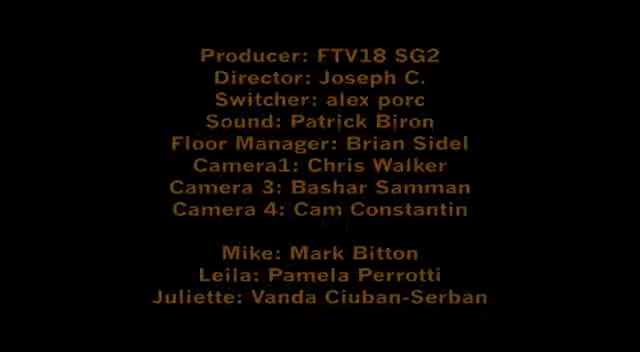 Producer: FTV18 SG2
Director: Joseph C.
Switcher: alex porc
Sound: Patrick Biron
Floor Manager: Brian Sidel
Camera1: Chris Walker
Camera 3: Bashar Samman
Camera 4: Cam Constantin
Mike: Mark Bitton
Leila: Pamela Perrotti
Juliette: Vanda Ciuban-Serban